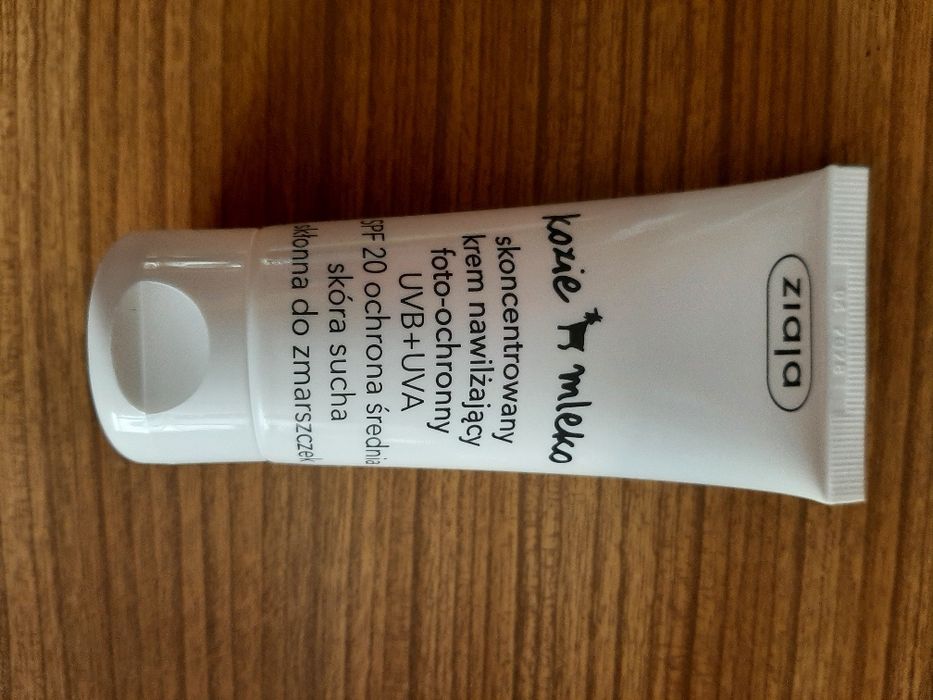 ziaja
kozie mleko
skoncentrowany
krem nawilżający
foto-ochronny
UVB+UVA
SPF 20 ochrona średnia
skóra sucha
skłonna do zmarszczek